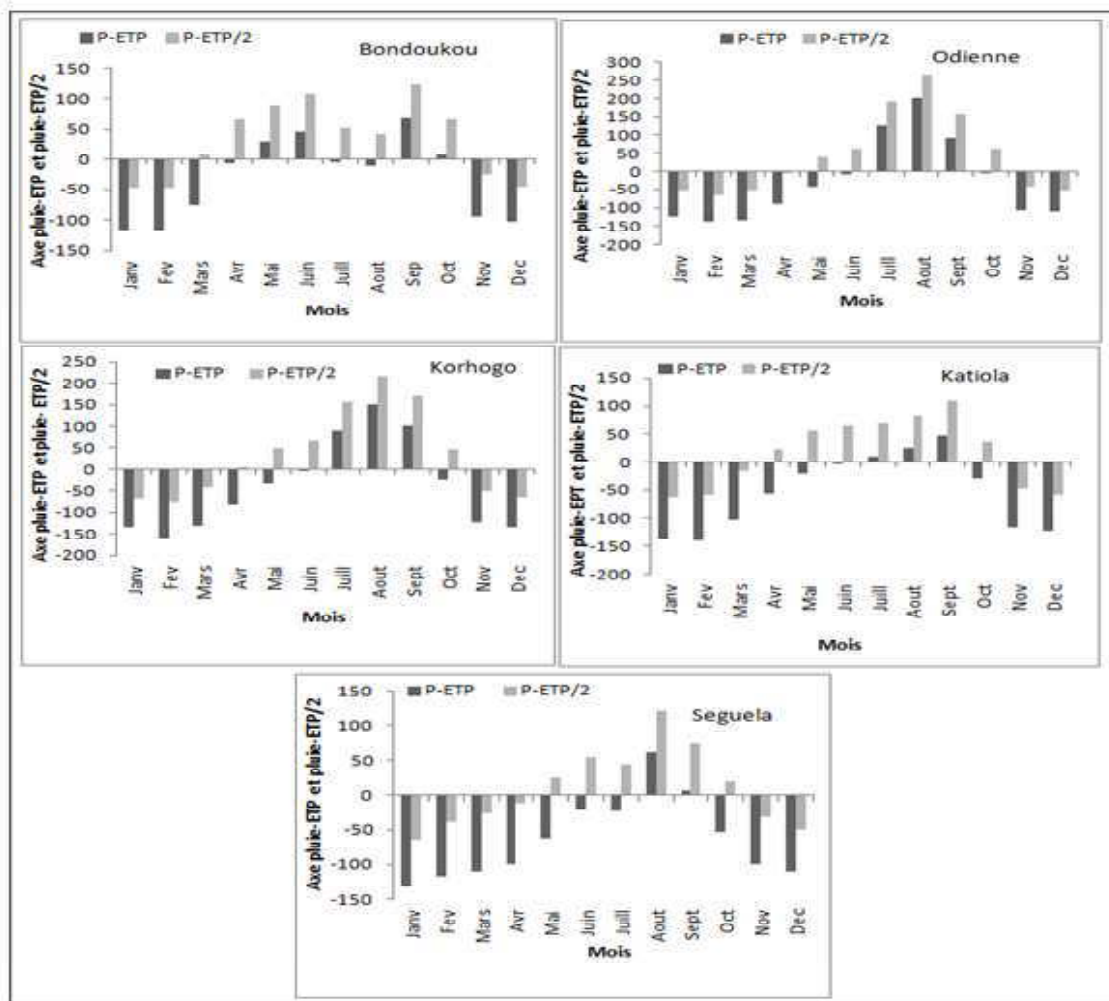 P-ETP P-ETP/2
Bondoukou
Axe pluie-ETP et pluie-ETP/2
150
100
50
0
-50
-100
-150
Janv Fev Mars Avr Mai Juin Juill Aout Sep Oct Nov Dec
Mois
P-ETP P-ETP/2
Odienne
Axe pluie-ETP et pluie-ETP/2
300
250
200
150
100
50
0
-50
-100
-150
-200
Janv Fev Mars Avr Mai Juin Juill Aout Sept Oct Nov Dec
Mois
P-ETP P-ETP/2
Korhogo
Axe pluie-ETP et pluie- ETP/2
250
200
150
100
50
0
-50
-100
-150
-200
Janv Fev Mars Avr Mai Juin Juill Aout Sept Oct Nov Dec
Mois
P-ETP P-ETP/2
Katiola
Axe pluie-EPT et pluie-ETP/2
150
100
50
0
-50
-100
-150
-200
Janv Fev Mars Avr Mai Juin Juill Aout Sept Oct Nov Dec
Mois
P-ETP P-ETP/2
Seguela
Axe pluie-ETP et pluie-ETP/2
150
100
50
0
-50
-100
-150
Janv Fev Mars Avr Mai Juin Juill Aout Sept Oct Nov Dec
Mois